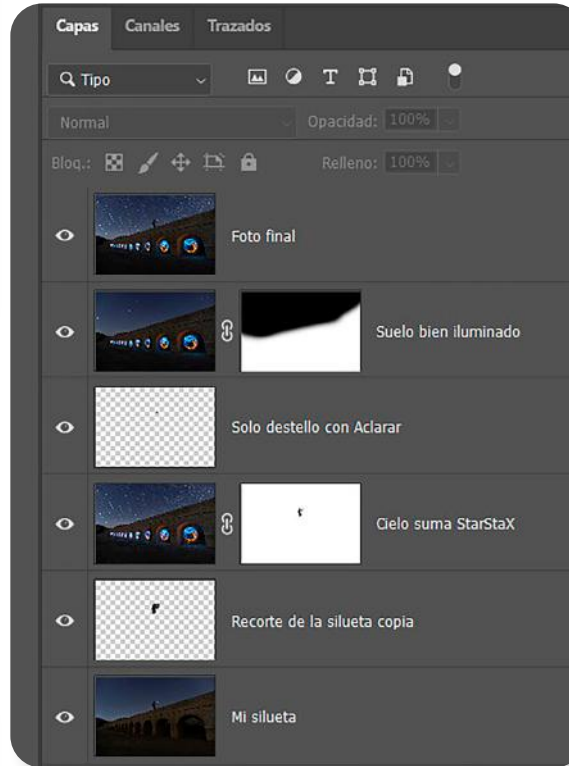 Capas Canales Trazados
Tipo
Normal Opacidad: 100%
Bloq.: Relleno: 100%
Foto final
Suelo bien iluminado
Solo destello con Aclarar
Cielo suma StarStaX
Recorte de la silueta copia
Mi silueta